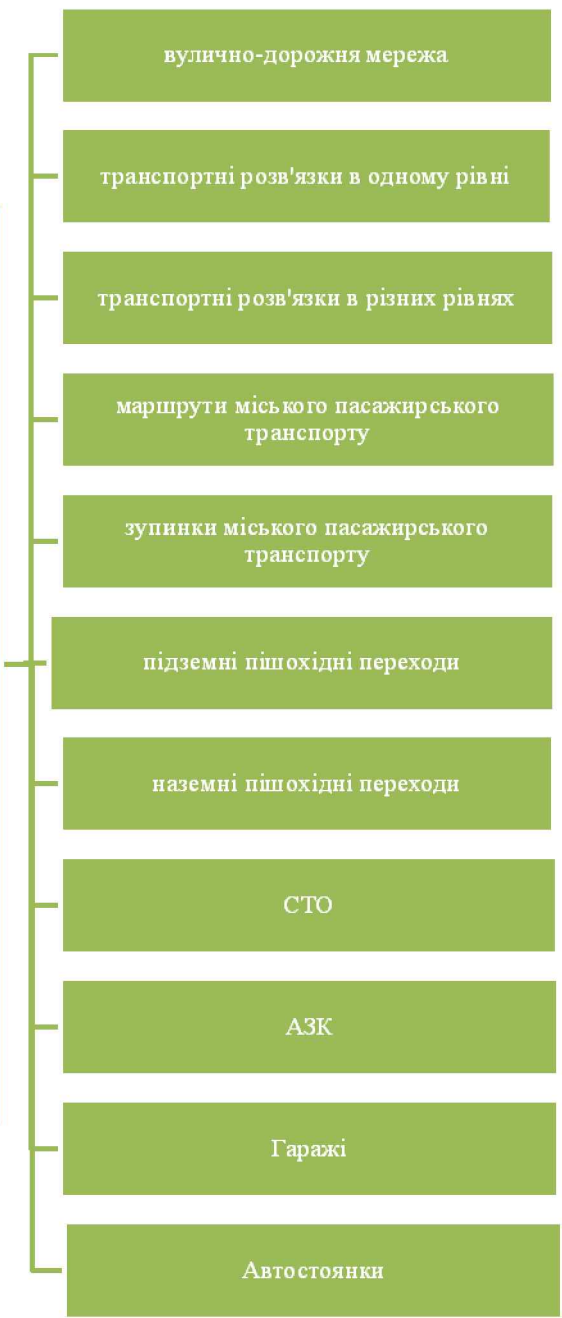 вулично-дорожня мережа
транспортні розв'язки в одному рівні
транспортні розв'язки в різних рівнях
маршрути міського пасажирського
транспорту
зупинки міського пасажирського
транспорту
підземні пішохідні переходи
наземні пішохідні переходи
СТО
АЗК
Гаражі
Автостоянки